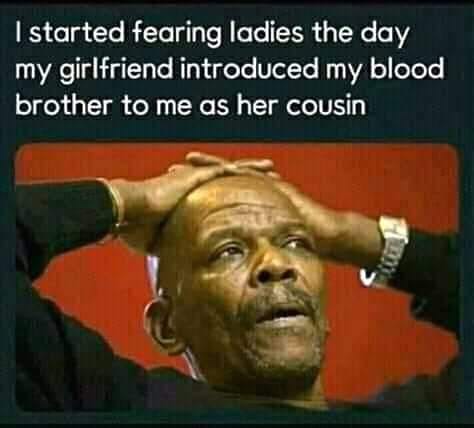 I started fearing ladies the day
my girlfriend introduced my blood
brother to me as her cousin